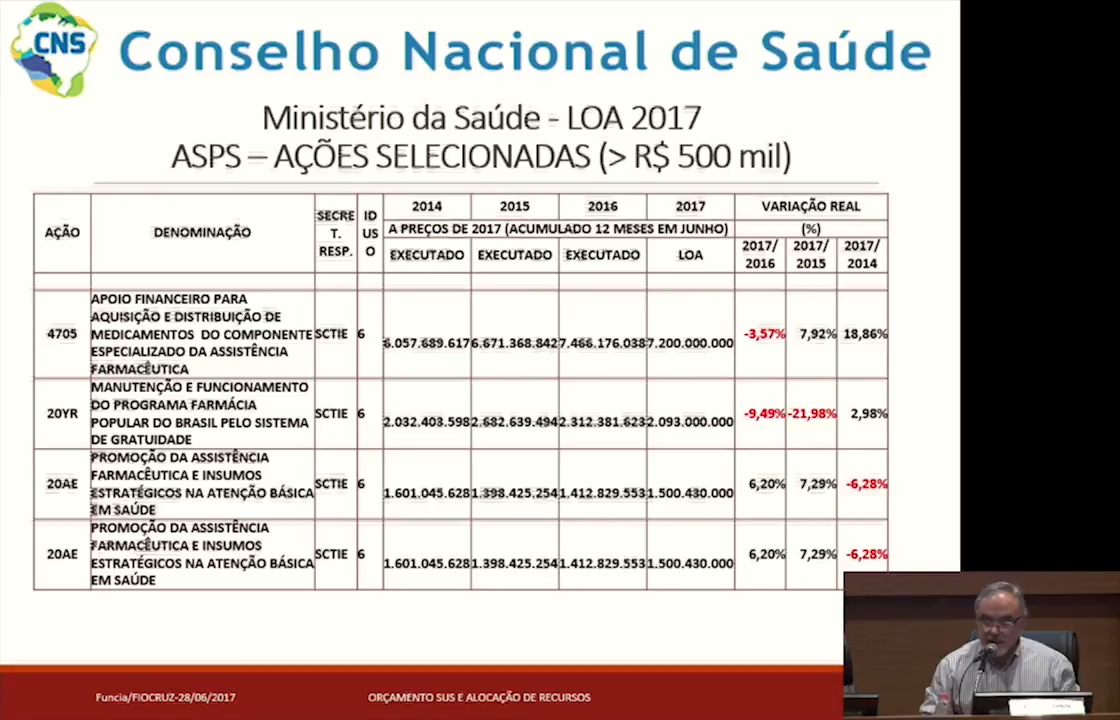 CNS
Conselho Nacional de Saúde
Ministério da Saúde - LOA 2017
ASPS – AÇÕES SELECIONADAS (> R$ 500 mil)
AÇÃO DENOMINAÇÃO SECRE T. RESP. ID US O 2014 2015 2016 2017 VARIAÇÃO REAL
A PREÇOS DE 2017 (ACUMULADO 12 MESES EM JUNHO) (%)
EXECUTADO EXECUTADO EXECUTADO LOA 2017/ 2016 2017/ 2015 2017/ 2014
4705 APOIO FINANCEIRO PARA
AQUISIÇÃO E DISTRIBUIÇÃO DE
MEDICAMENTOS DO COMPONENTE
ESPECIALIZADO DA ASSISTÊNCIA
FARMACÊUTICA
SCTIE 6 6.057.689.617 6.671.368.842 7.466.176.038 7.200.000.000 -3,57% 7,92% 18,86%
20YR MANUTENÇÃO E FUNCIONAMENTO
DO PROGRAMA FARMÁCIA
POPULAR DO BRASIL PELO SISTEMA
DE GRATUIDADE
SCTIE 6 2.032.403.598 2.682.639.494 2.312.381.623 2.093.000.000 -9,49% -21,98% 2,98%
20AE PROMOÇÃO DA ASSISTÊNCIA
FARMACÊUTICA E INSUMOS
ESTRATÉGICOS NA ATENÇÃO BÁSICA
EM SAÚDE
SCTIE 6 1.601.045.628 1.398.425.254 1.412.829.553 1.500.430.000 6,20% 7,29% -6,28%
20AE PROMOÇÃO DA ASSISTÊNCIA
FARMACÊUTICA E INSUMOS
ESTRATÉGICOS NA ATENÇÃO BÁSICA
EM SAÚDE
SCTIE 6 1.601.045.628 1.398.425.254 1.412.829.553 1.500.430.000 6,20% 7,29% -6,28%
Funcia/FIOCRUZ-28/06/2017 ORÇAMENTO SUS E ALOCAÇÃO DE RECURSOS